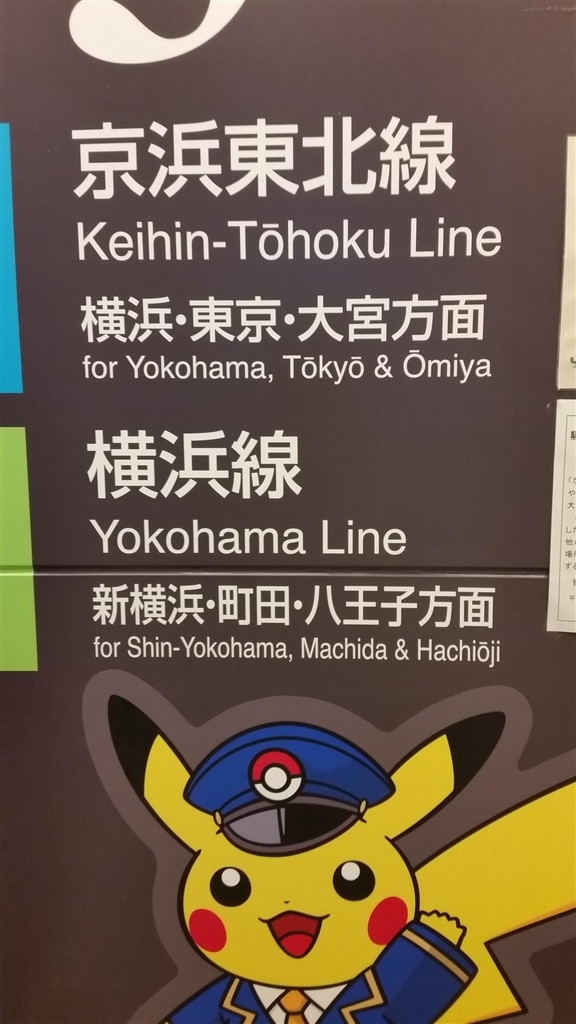 京浜東北線
Keihin-Tōhoku Line
横浜・東京・大宮方面
for Yokohama, Tōkyō & Ōmiya
横浜線
Yokohama Line
新横浜・町田・八王子方面
for Shin-Yokohama, Machida & Hachiōji